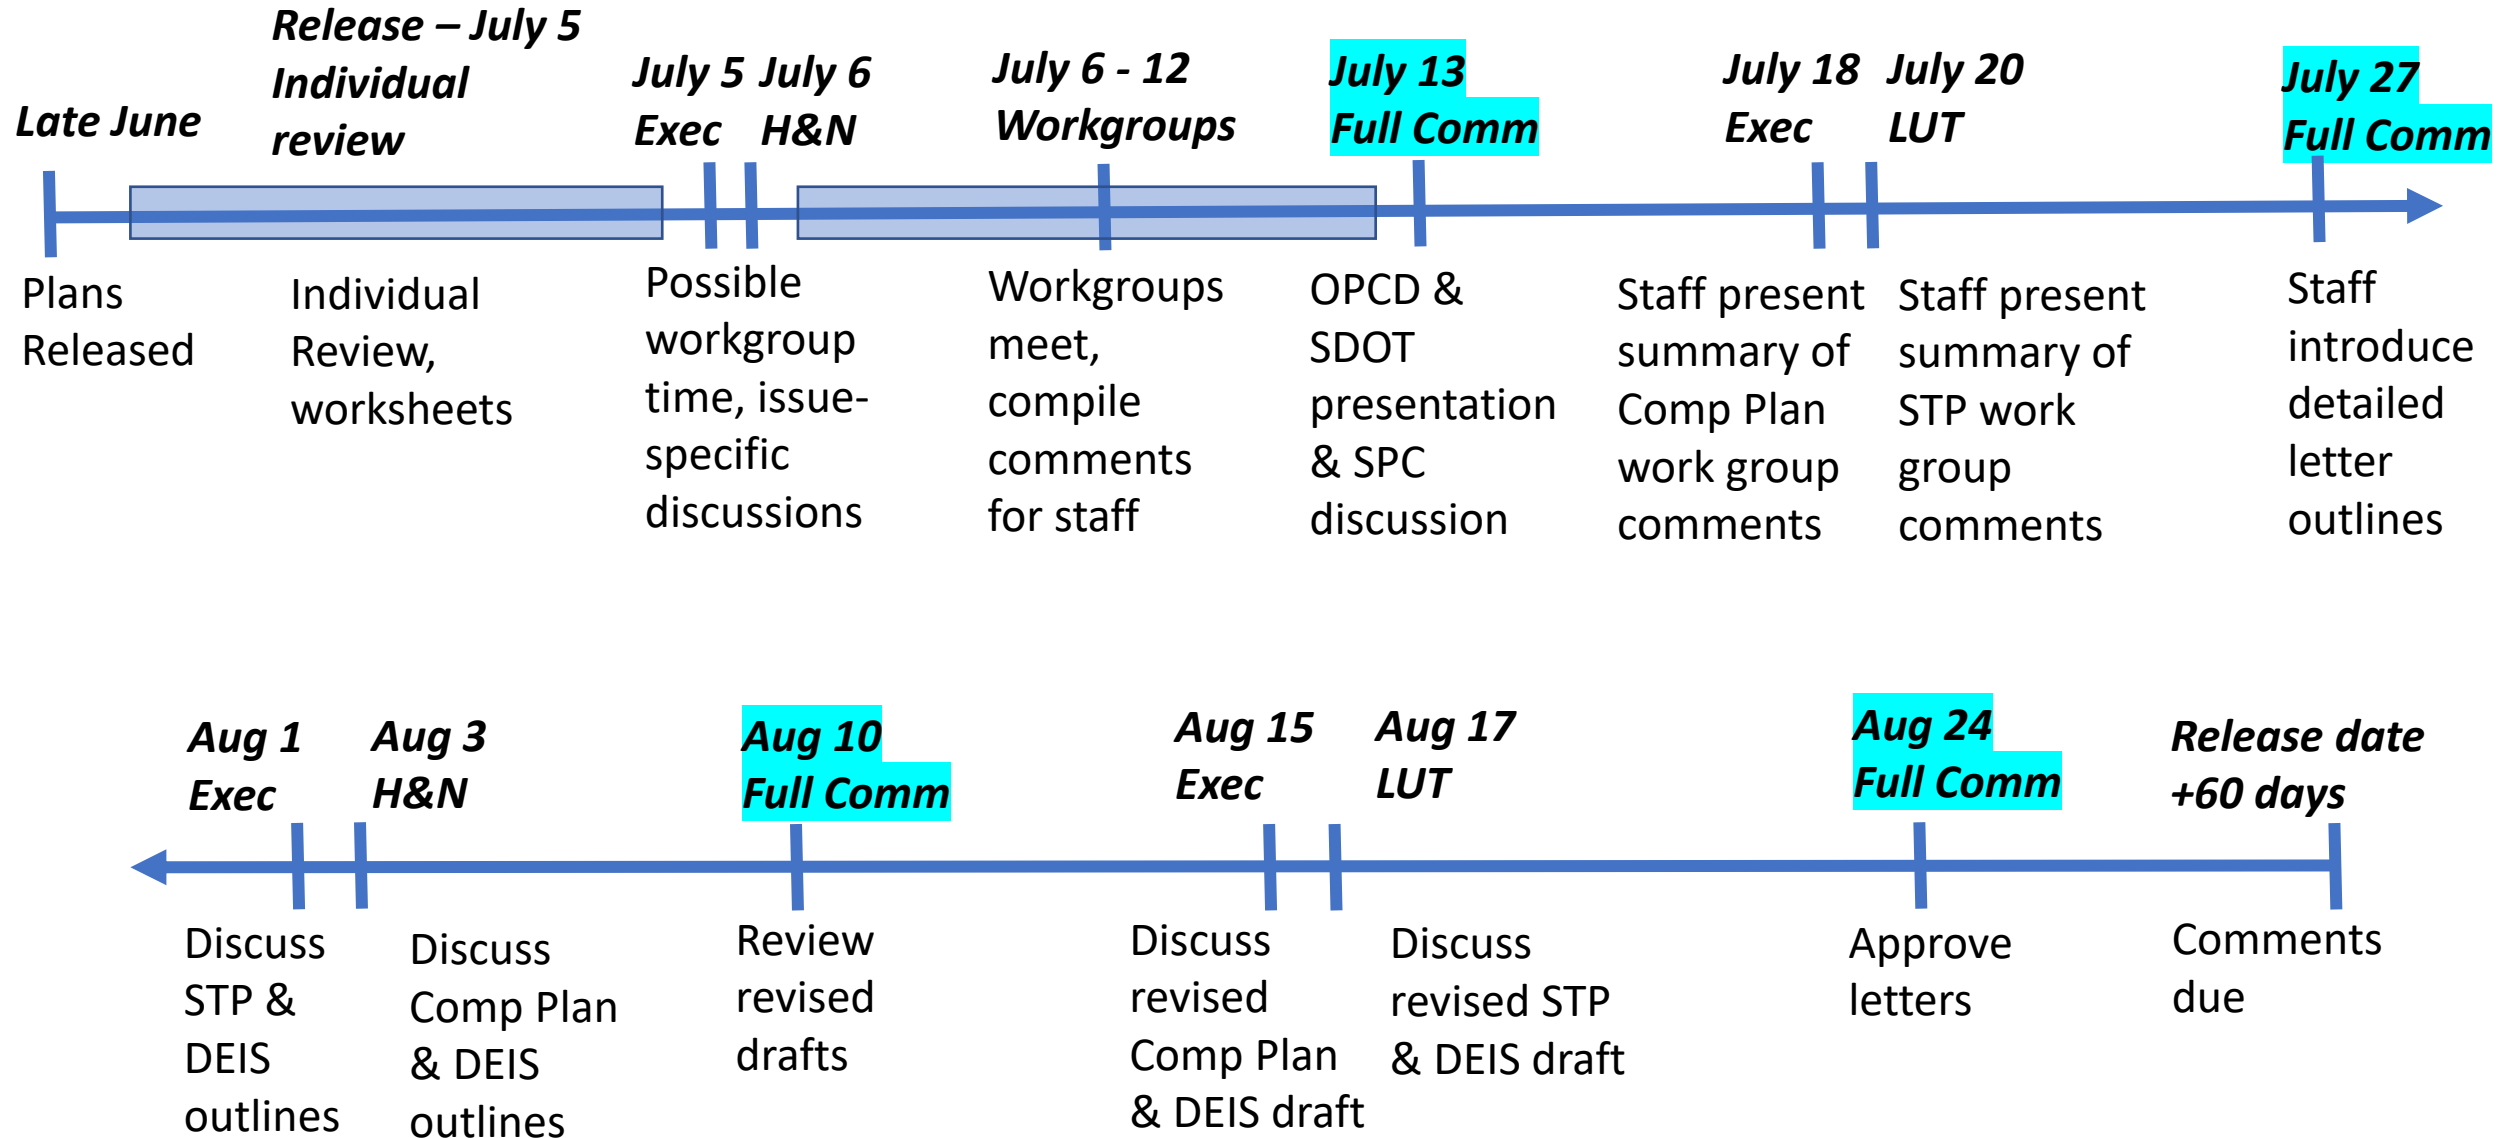 Late June
Release – July 5
Individual
review
July 5
Exec
July 6
H&N
July 6 - 12
Workgroups
July 13
Full Comm
July 18
Exec
July 20
LUT
July 27
Full Comm
Plans
Released
Individual
Review,
worksheets
Possible
workgroup
time, issue-
specific
discussions
Workgroups
meet,
compile
comments
for staff
OPCD &
SDOT
presentation
& SPC
discussion
Staff present
summary of
Comp Plan
work group
comments
Staff present
summary of
STP work
group
comments
Staff
introduce
detailed
letter
outlines
Aug 1
Exec
Aug 3
H&N
Aug 10
Full Comm
Aug 15
Exec
Aug 17
LUT
Aug 24
Full Comm
Release date
+60 days
Discuss
STP &
DEIS
outlines
Discuss
Comp Plan
& DEIS
outlines
Review
revised
drafts
Discuss
revised
Comp Plan
& DEIS draft
Discuss
revised STP
& DEIS draft
Approve
letters
Comments
due